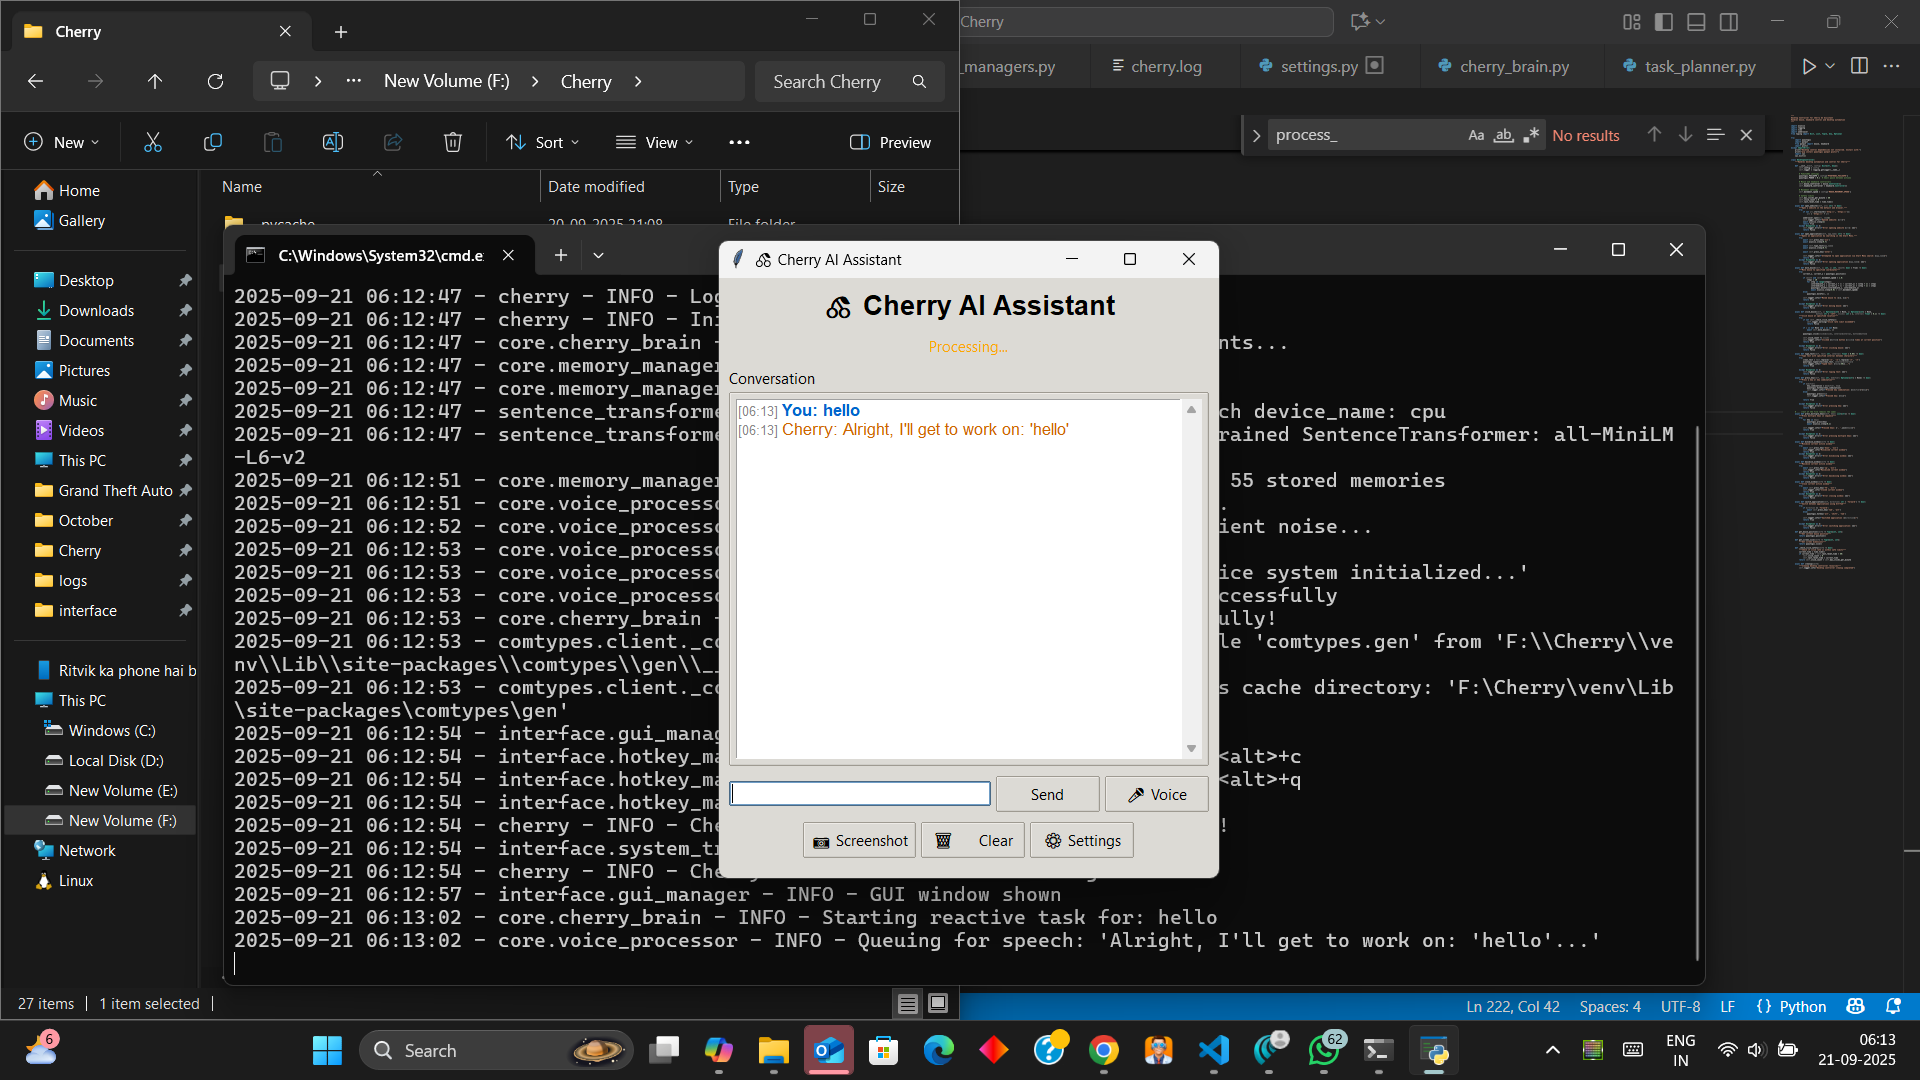 Cherry
Cherry
_managers.py
cherry.log
settings.py
cherry_brain.py
task_planner.py
New Volume (F:)
Cherry
Search Cherry
process_
Aa
ab
No results
New
Sort
View
Preview
Name
Date modified
Type
Size
20-09-2025 21:08
File folder
Home
Gallery
Desktop
Downloads
Documents
Pictures
Music
Videos
This PC
Grand Theft Auto
October
Cherry
logs
interface
Ritvik ka phone hai b
This PC
Windows (C:)
Local Disk (D:)
New Volume (E:)
New Volume (F:)
Network
Linux
27 items
1 item selected
C:\Windows\System32\cmd.e
2025-09-21 06:12:47 - cherry - INFO - Log
2025-09-21 06:12:47 - cherry - INFO - Ini
2025-09-21 06:12:47 - core.cherry_brain - nts...
2025-09-21 06:12:47 - core.memory_manager
2025-09-21 06:12:47 - sentence_transforme ch device_name: cpu
2025-09-21 06:12:47 - sentence_transforme rained SentenceTransformer: all-MiniLM
-L6-v2
2025-09-21 06:12:51 - core.memory_manager 55 stored memories
2025-09-21 06:12:51 - core.voice_processo .
2025-09-21 06:12:52 - core.voice_processo ient noise...
2025-09-21 06:12:53 - core.voice_processo
2025-09-21 06:12:53 - core.voice_processo ice system initialized...'
2025-09-21 06:12:53 - core.voice_processo ccessfully
2025-09-21 06:12:53 - core.cherry_brain - ully!
2025-09-21 06:12:53 - comtypes.client._co le 'comtypes.gen' from 'F:\\Cherry\\ve
nv\\Lib\\site-packages\\comtypes\\gen\\_
2025-09-21 06:12:53 - comtypes.client._co s cache directory: 'F:\Cherry\venv\Lib
\site-packages\comtypes\gen'
2025-09-21 06:12:54 - interface.gui_manag
2025-09-21 06:12:54 - interface.hotkey_ma <alt>+c
2025-09-21 06:12:54 - interface.hotkey_ma <alt>+q
2025-09-21 06:12:54 - interface.hotkey_ma
2025-09-21 06:12:54 - cherry - INFO - Che !
2025-09-21 06:12:54 - interface.system_tr
2025-09-21 06:12:54 - cherry - INFO - Che
2025-09-21 06:12:57 - interface.gui_manager - INFO - GUI window shown
2025-09-21 06:13:02 - core.cherry_brain - INFO - Starting reactive task for: hello
2025-09-21 06:13:02 - core.voice_processor - INFO - Queuing for speech: 'Alright, I'll get to work on: 'hello'...'
Cherry AI Assistant
Cherry AI Assistant
Processing...
Conversation
[06:13] You: hello
[06:13] Cherry: Alright, I'll get to work on: 'hello'
Send
Voice
Screenshot
Clear
Settings
Ln 222, Col 42
Spaces: 4
UTF-8
LF
{} Python
6
Search
62
ENG
IN
06:13
21-09-2025